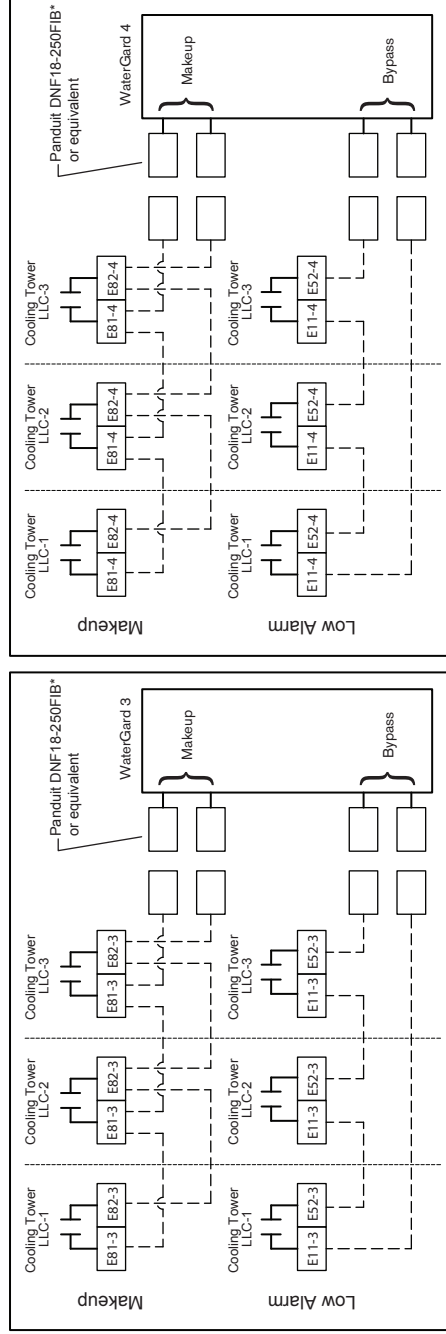 Panduit DNF18-250FIB*
or equivalent
WaterGard 3
Cooling Tower
LLC-1
Cooling Tower
LLC-2
Cooling Tower
LLC-3
Makeup
E81-3
E82-3
E81-3
E82-3
E81-3
E82-3
Makeup
Cooling Tower
LLC-1
Cooling Tower
LLC-2
Cooling Tower
LLC-3
Low Alarm
E11-3
E52-3
E11-3
E52-3
E11-3
E52-3
Bypass
Panduit DNF18-250FIB*
or equivalent
WaterGard 4
Cooling Tower
LLC-1
Cooling Tower
LLC-2
Cooling Tower
LLC-3
Makeup
E81-4
E82-4
E81-4
E82-4
E81-4
E82-4
Makeup
Cooling Tower
LLC-1
Cooling Tower
LLC-2
Cooling Tower
LLC-3
Low Alarm
E11-4
E52-4
E11-4
E52-4
E11-4
E52-4
Bypass